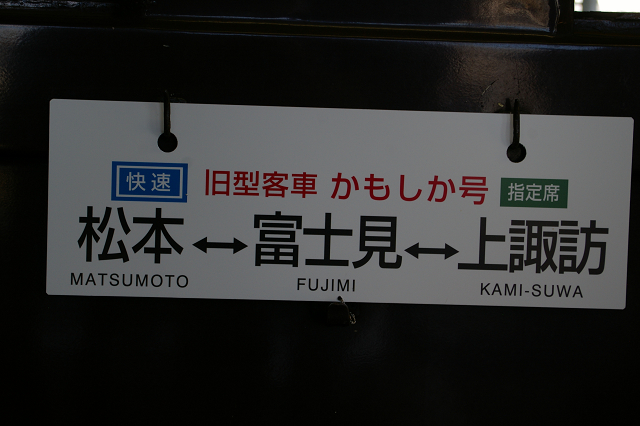 快速 旧型客車 かもしか号 指定席
松本 ↔ 富士見 ↔ 上諏訪
MATSUMOTO FUJIMI KAMI-SUWA